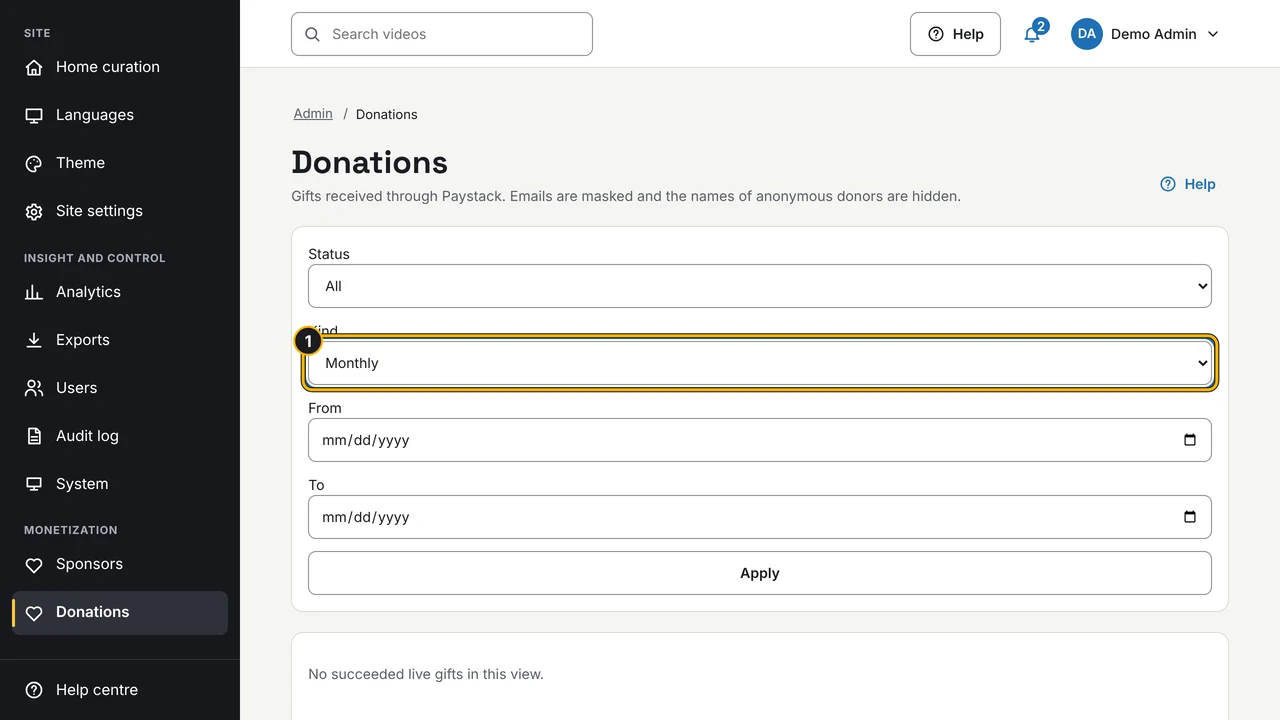 SITE
Home curation
Languages
Theme
Site settings
INSIGHT AND CONTROL
Analytics
Exports
Users
Audit log
System
MONETIZATION
Sponsors
Donations
Help centre
Search videos
Help
2
DA
Demo Admin
Admin / Donations
Donations
Gifts received through Paystack. Emails are masked and the names of anonymous donors are hidden.
Help
Status
All
1
Monthly
From
mm/dd/yyyy
To
mm/dd/yyyy
Apply
No succeeded live gifts in this view.